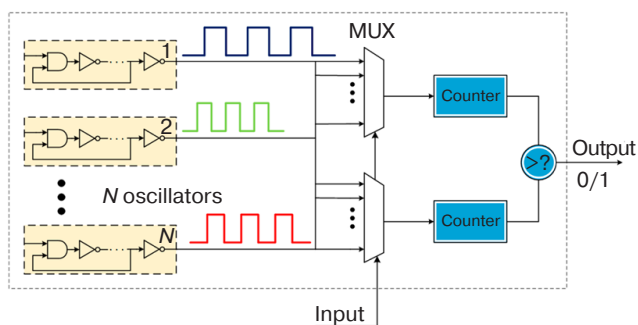 MUX
1
Counter
2
Output
>?
0/1
N oscillators
N
Counter
Input